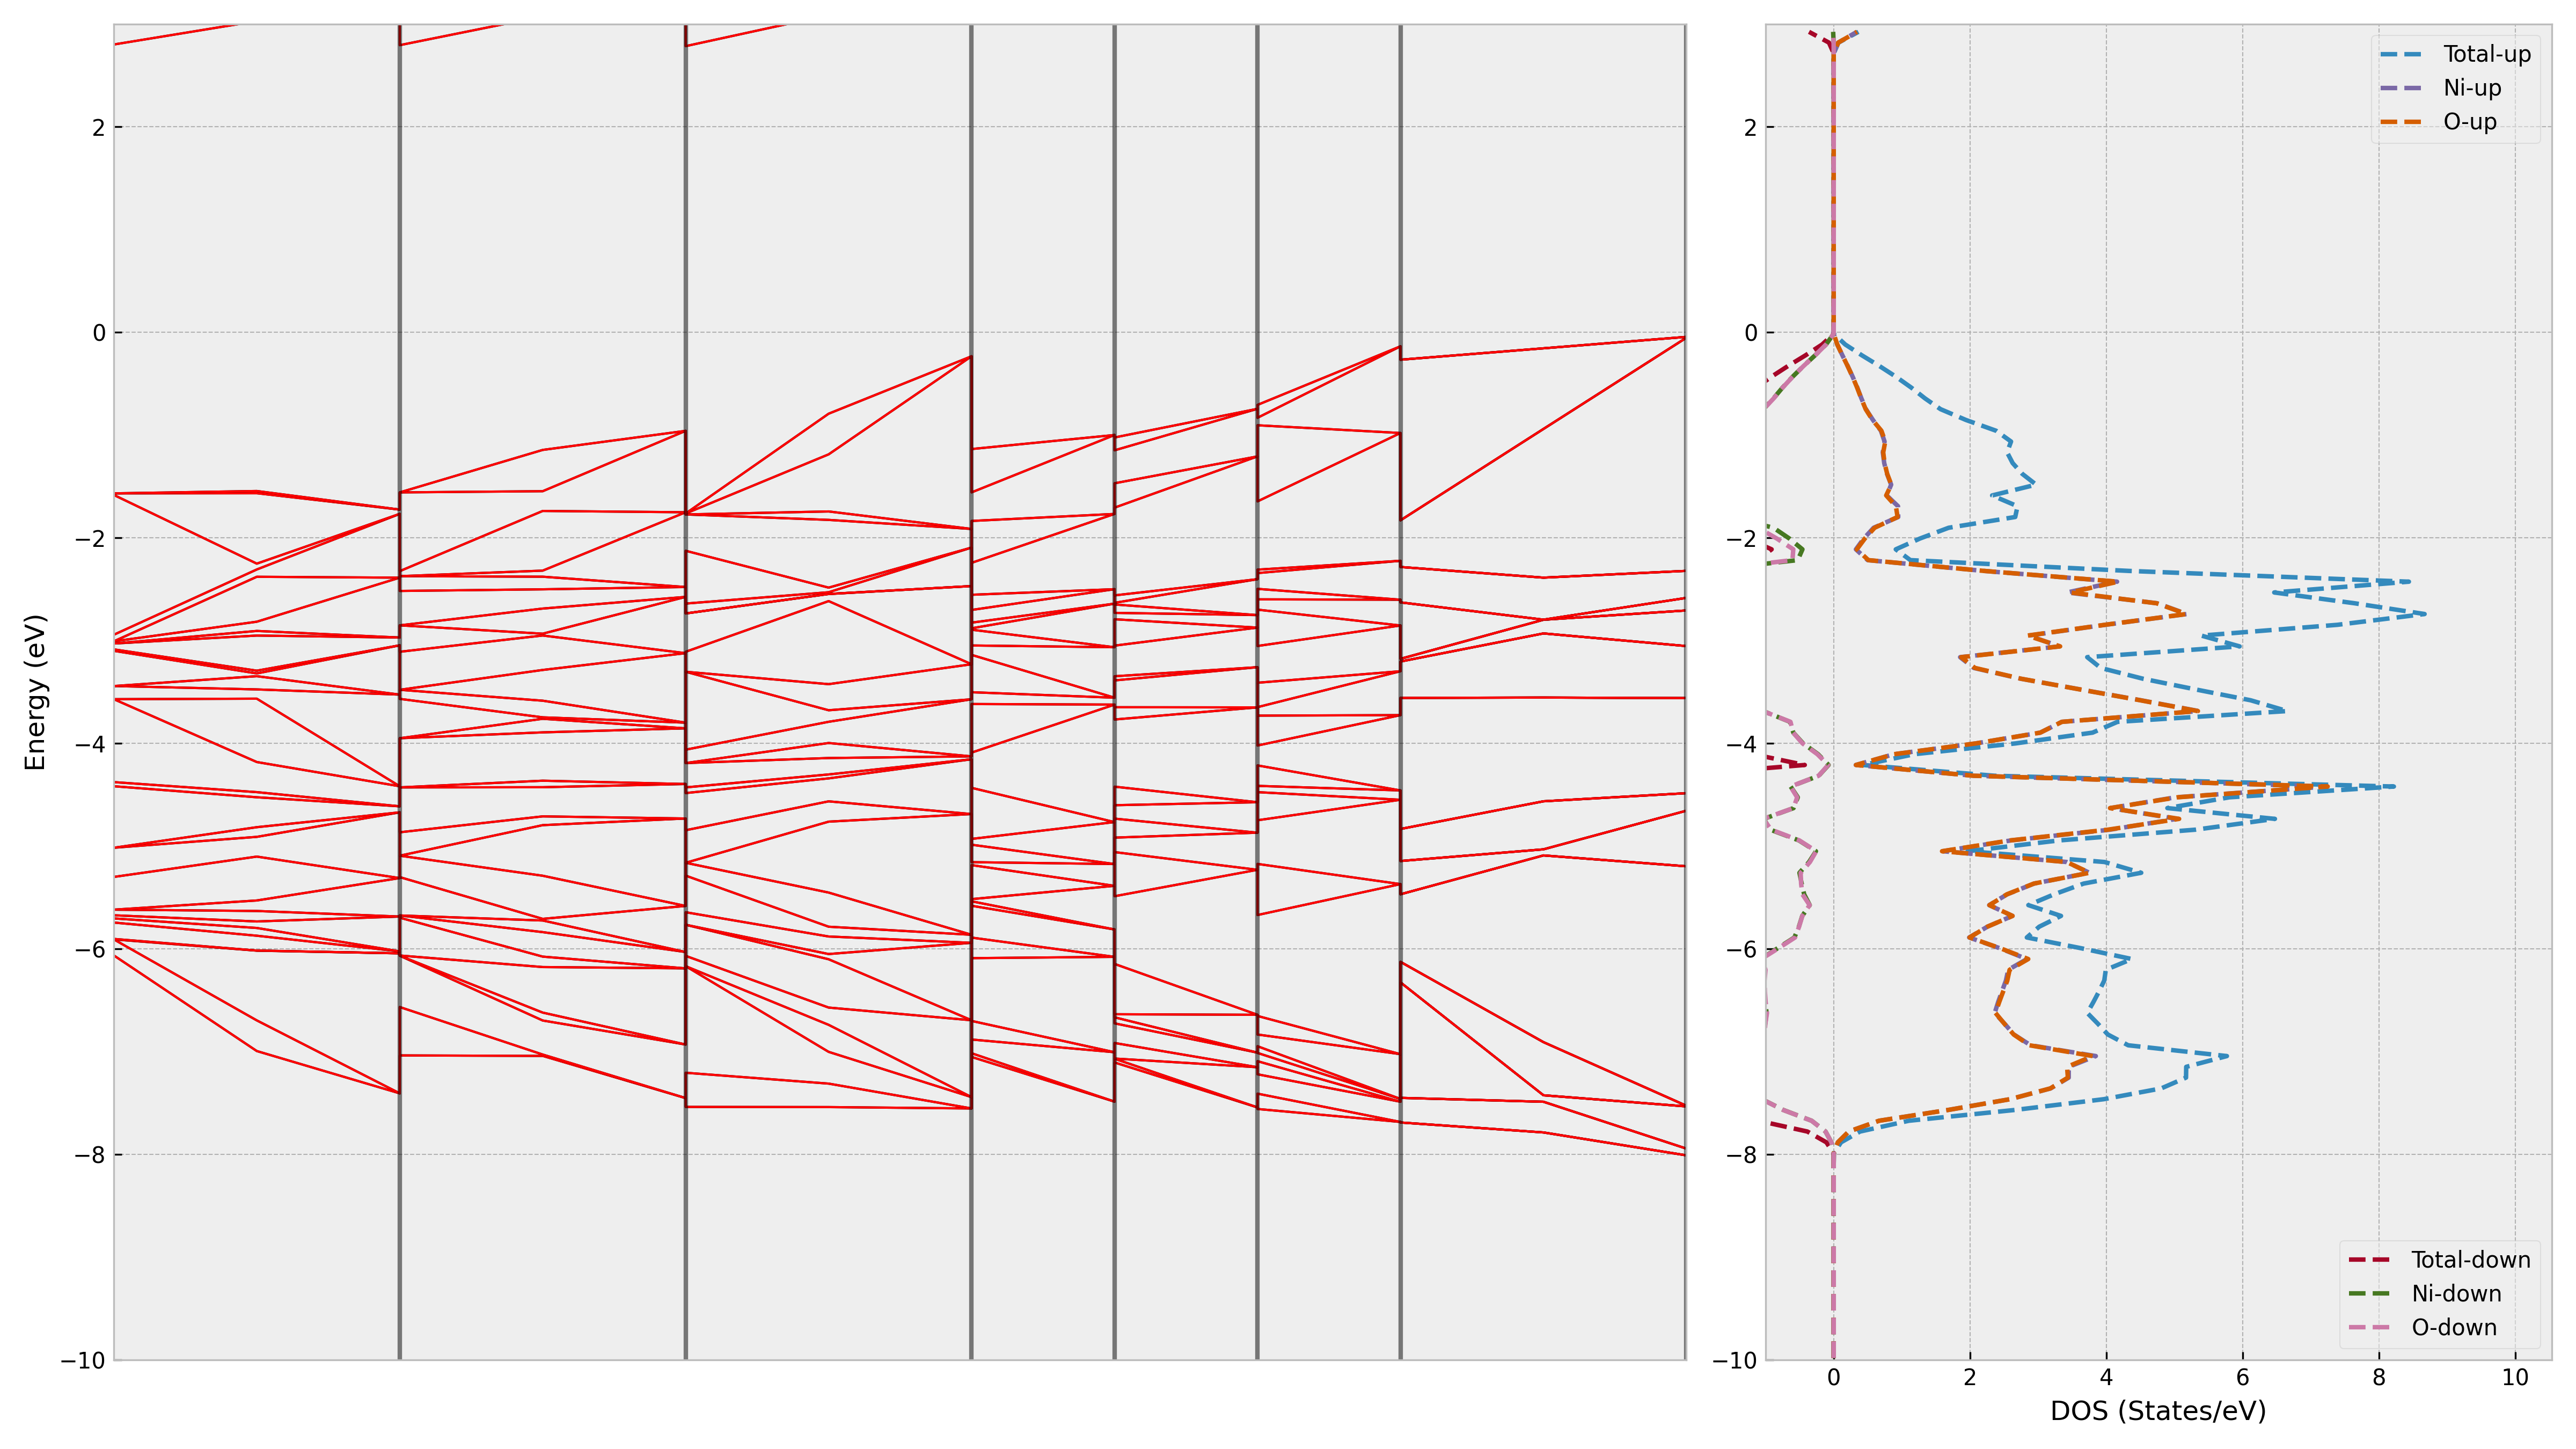 Energy (eV)
2
0
−2
−4
−6
−8
−10
2
0
−2
−4
−6
−8
−10
Total-up
Ni-up
O-up
Total-down
Ni-down
O-down
0 2 4 6 8 10
DOS (States/eV)